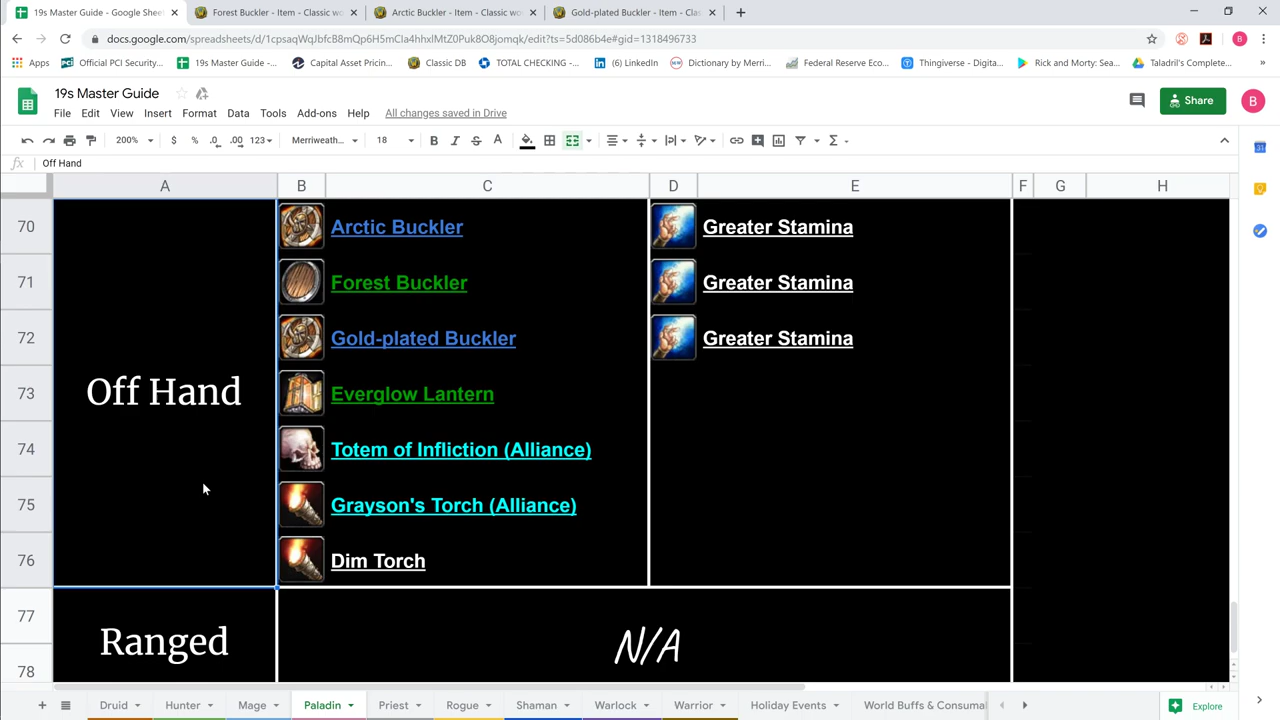 19s Master Guide - Google Shee
Forest Buckler - Item - Classic wo
Arctic Buckler - Item - Classic wo
Gold-plated Buckler - Item - Clas
docs.google.com/spreadsheets/d/1cpsaqWqJbfcB8mQp6H5mCla4hhxlMtZ0Puk8O8jomqk/edit?ts=5d086b4e#gid=1318496733
B
Apps
Official PCI Security...
19s Master Guide -...
Capital Asset Pricin...
Classic DB
TOTAL CHECKING -...
(6) LinkedIn
Dictionary by Merri...
Federal Reserve Eco...
Thingiverse - Digita...
Rick and Morty: Sea...
Taladril's Complete...
19s Master Guide
File Edit View Insert Format Data Tools Add-ons Help All changes saved in Drive
Share
B
200% $ % .0 .00 123 Merriweath... 18 B I S A
fx Off Hand
A B C D E F G H
70 Arctic Buckler Greater Stamina
71 Forest Buckler Greater Stamina
72 Gold-plated Buckler Greater Stamina
73 Off Hand Everglow Lantern
74 Totem of Infliction (Alliance)
75 Grayson's Torch (Alliance)
76 Dim Torch
77 Ranged N/A
78
Druid Hunter Mage Paladin Priest Rogue Shaman Warlock Warrior Holiday Events World Buffs & Consuma
Explore